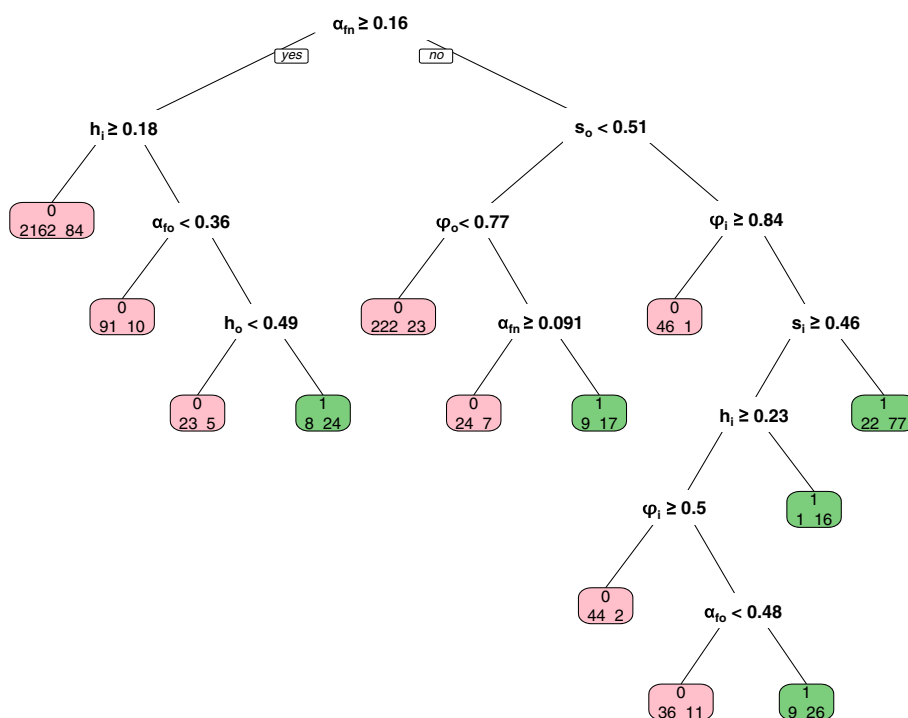 α_fn ≥ 0.16
yes no
h_i ≥ 0.18 s_o < 0.51
0
2162 84
α_fo < 0.36 φ_o < 0.77 φ_i ≥ 0.84
0 0 0
91 10 222 23 46 1
h_o < 0.49 α_fn ≥ 0.091 s_i ≥ 0.46
0 1 0 1 1
23 5 8 24 24 7 9 17 22 77
h_i ≥ 0.23
1
1 16
φ_i ≥ 0.5
0
44 2
α_fo < 0.48
0 1
36 11 9 26